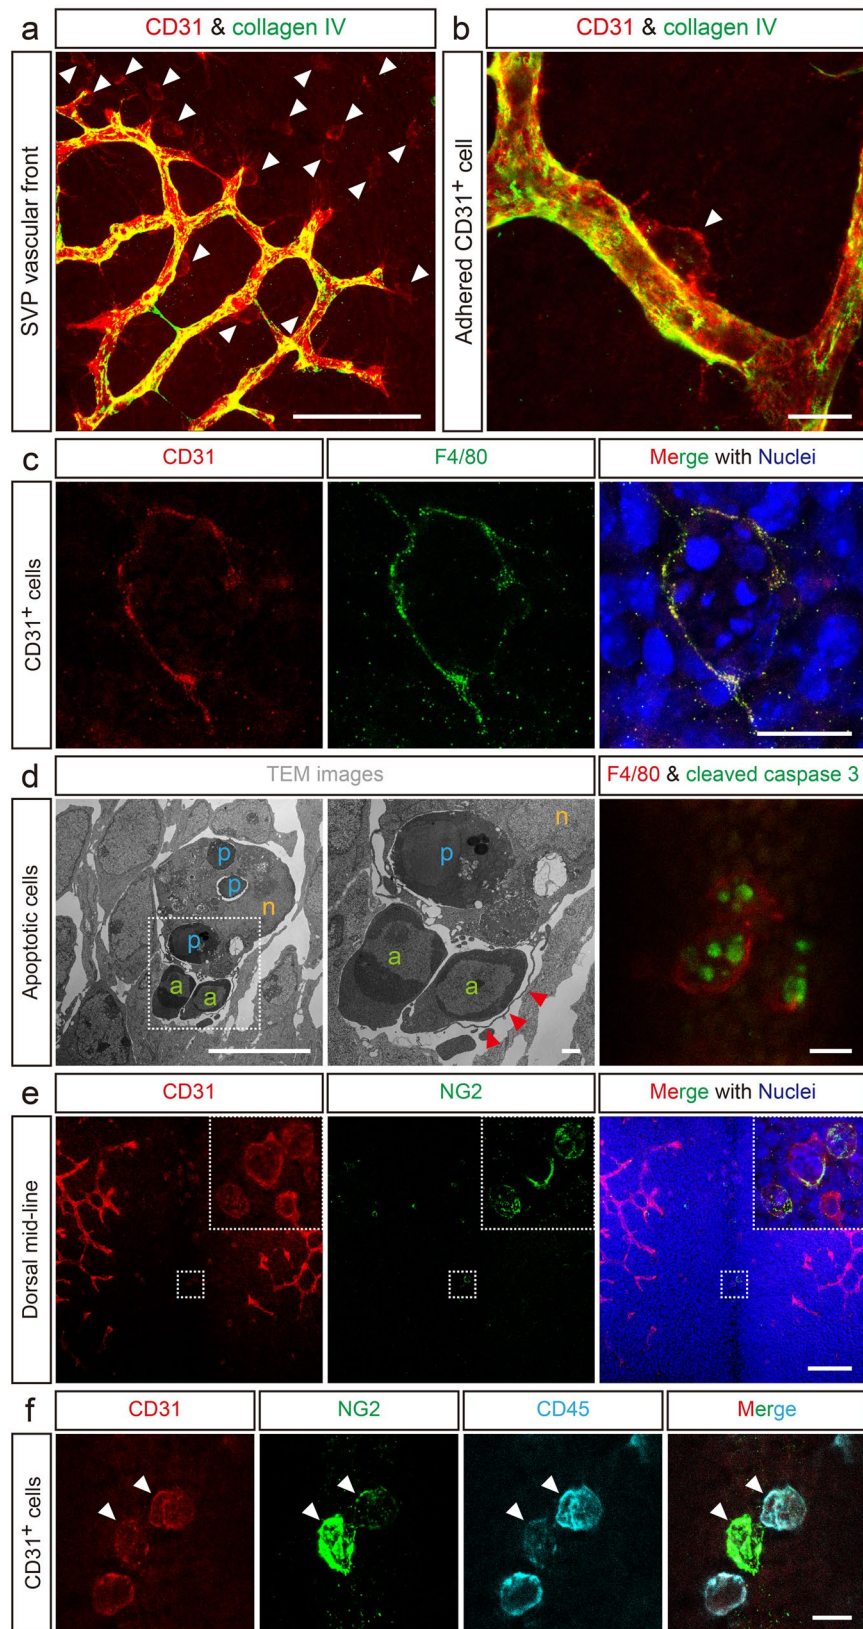 a
CD31 & collagen IV
b
CD31 & collagen IV
SVP vascular front
Adhered CD31+ cell
c
CD31
F4/80
Merge with Nuclei
CD31+ cells
d
TEM images
F4/80 & cleaved caspase 3
Apoptotic cells
p
p
n
p
a
a
n
p
a
a
e
CD31
NG2
Merge with Nuclei
Dorsal mid-line
f
CD31
NG2
CD45
Merge
CD31+ cells